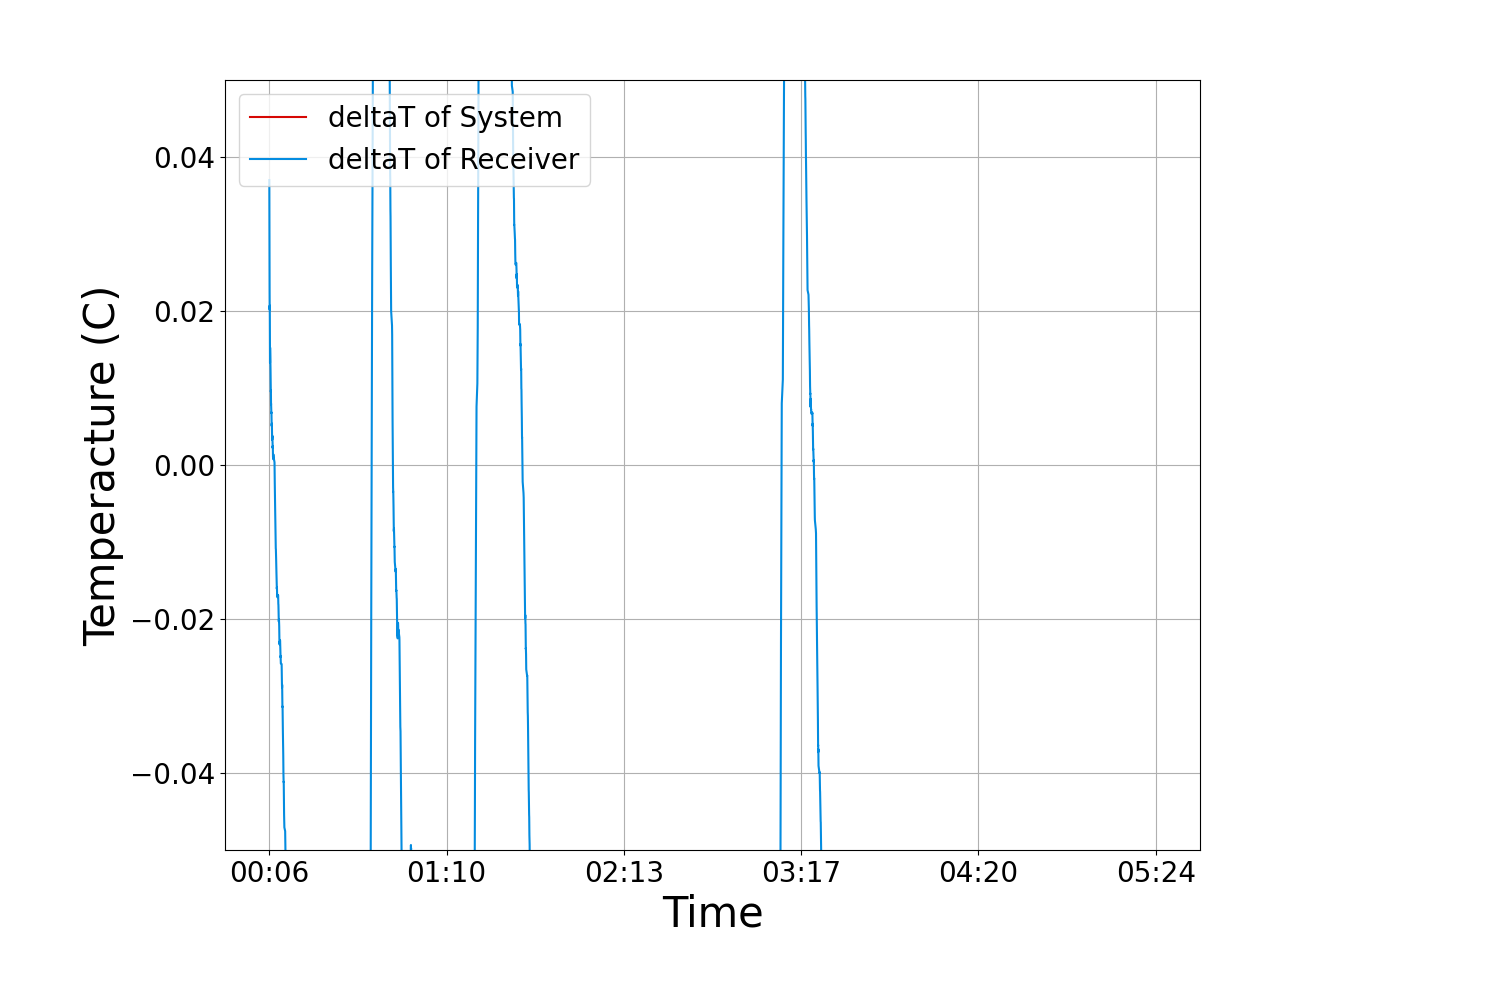 deltaT of System
deltaT of Receiver
0.04
0.02
0.00
−0.02
−0.04
Temperacture (C)
00:06 01:10 02:13 03:17 04:20 05:24
Time